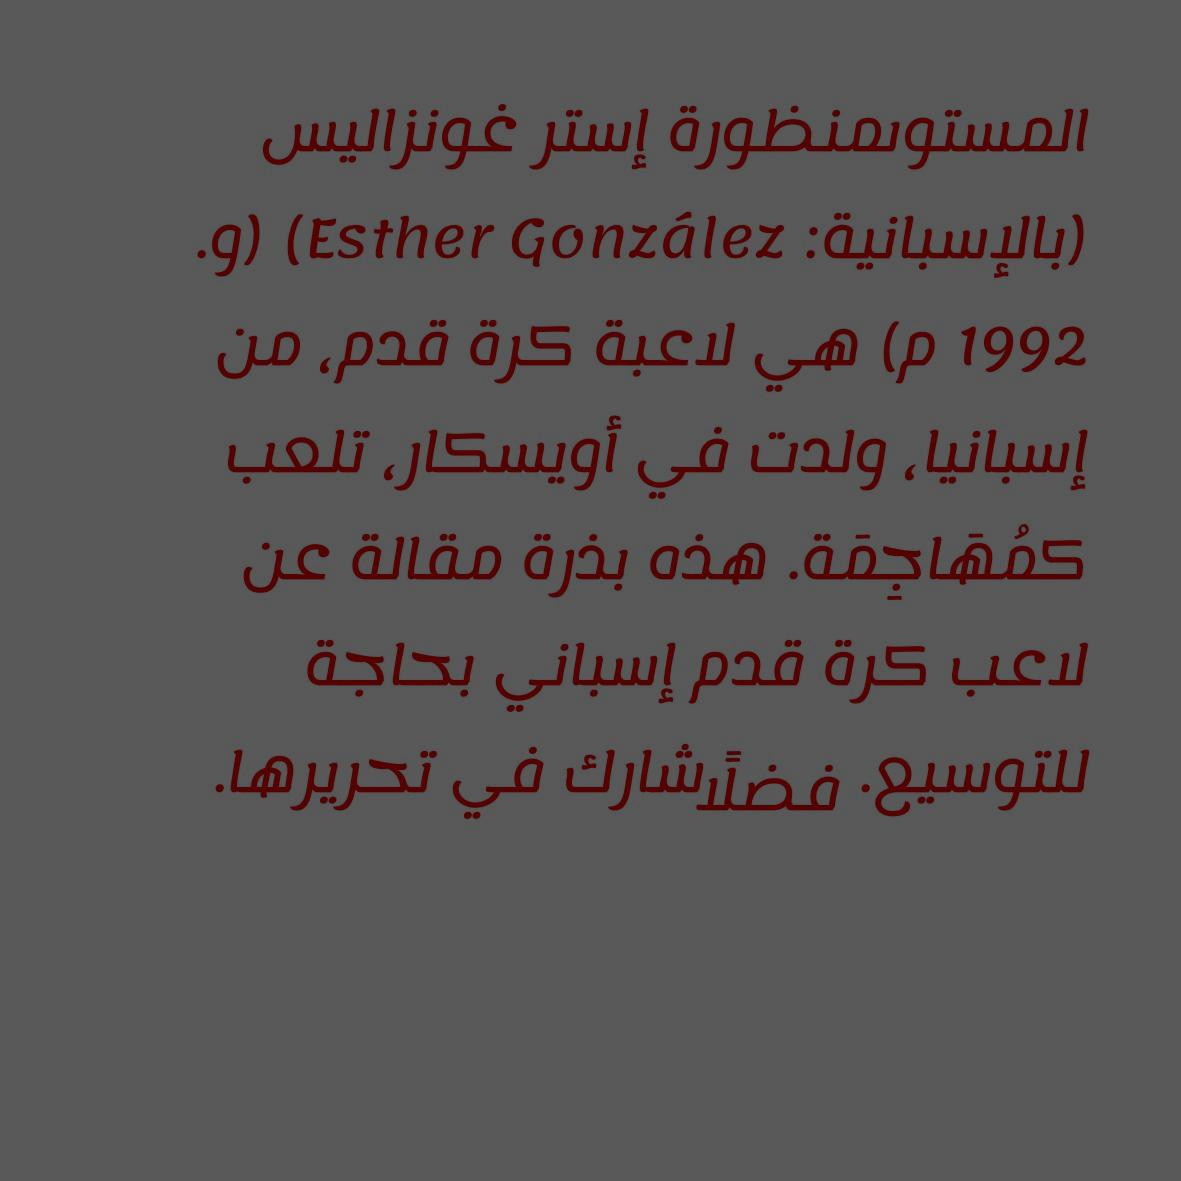 المستوىمنظورة إستر غونزاليس
(بالإسبانية: Esther González) (و.
1992 م) هي لاعبة كرة قدم، من
إسبانيا، ولدت في أويسكار، تلعب
كمُهَاجِمَة. هذه بذرة مقالة عن
لاعب كرة قدم إسباني بحاجة
للتوسيع. فضلًاشارك في تحريرها.